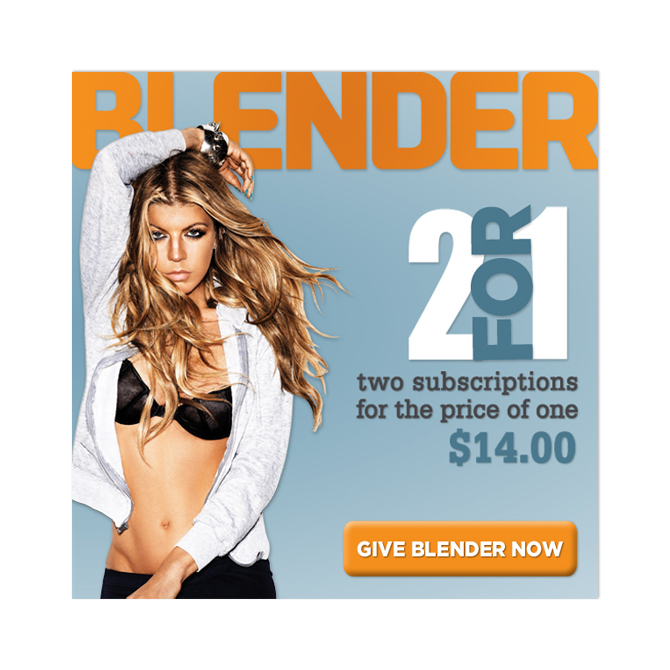 BLENDER
2 FOR 1
two subscriptions
for the price of one
$14.00
GIVE BLENDER NOW